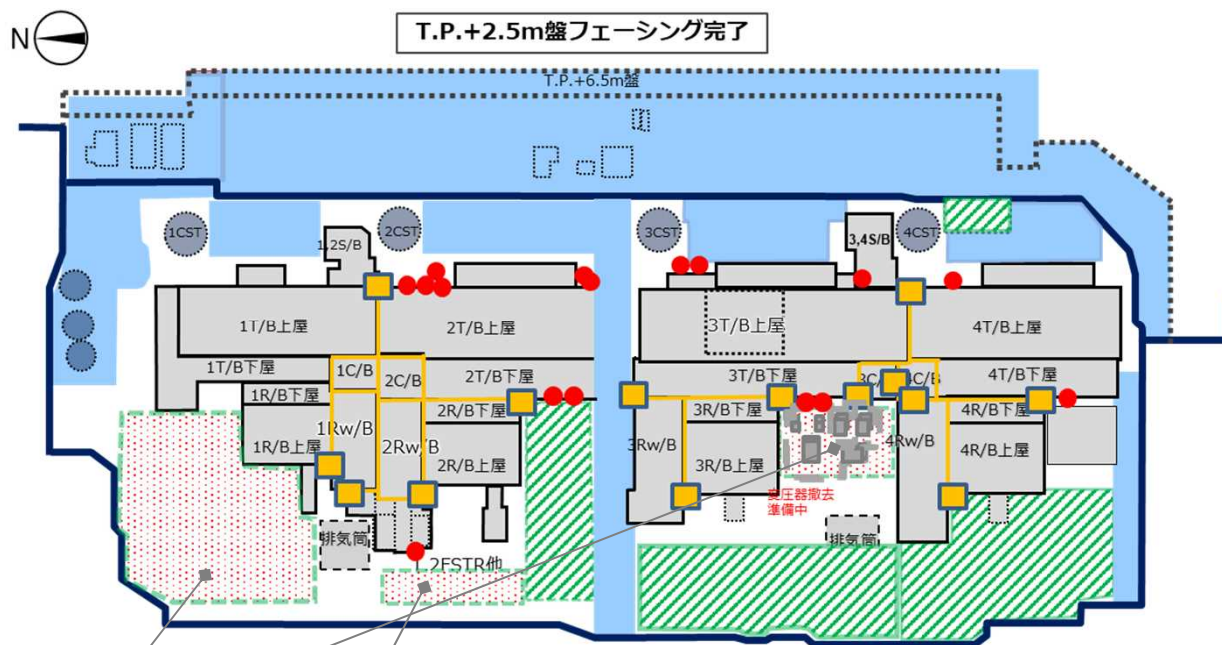 N
T.P.+2.5m盤フェーシング完了
T.P.+6.5m盤
1CST
1,2S/B
2CST
3CST
3,4S/B
4CST
1T/B上屋
2T/B上屋
3T/B上屋
4T/B上屋
1T/B下屋
1C/B
2C/B
2T/B下屋
3T/B下屋
4C/B
4T/B下屋
1R/B下屋
2R/B下屋
3R/B下屋
4R/B下屋
1R/B上屋
1Rw/B
2Rw/B
2R/B上屋
3Rw/B
3R/B上屋
4Rw/B
4R/B上屋
変圧器撤去
準備中
排気筒
排気筒
2FSTR他